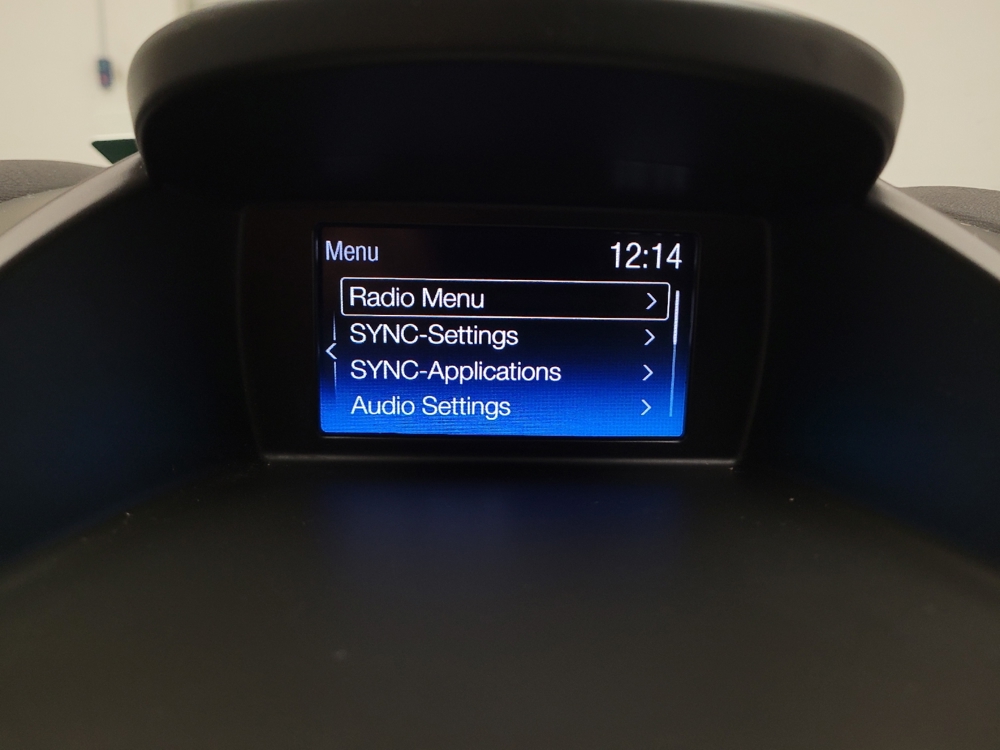 Menu 12:14
Radio Menu
SYNC-Settings
SYNC-Applications
Audio Settings